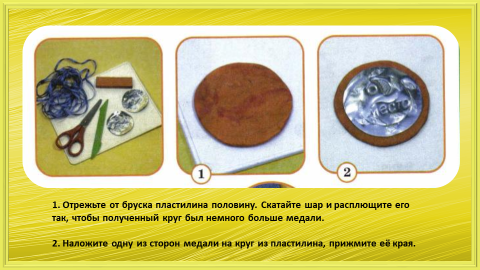 1
2
1. Отрежьте от бруска пластилина половину. Скатайте шар и расплющите его
так, чтобы полученный круг был немного больше медали.
2. Наложите одну из сторон медали на круг из пластилина, прижмите её края.